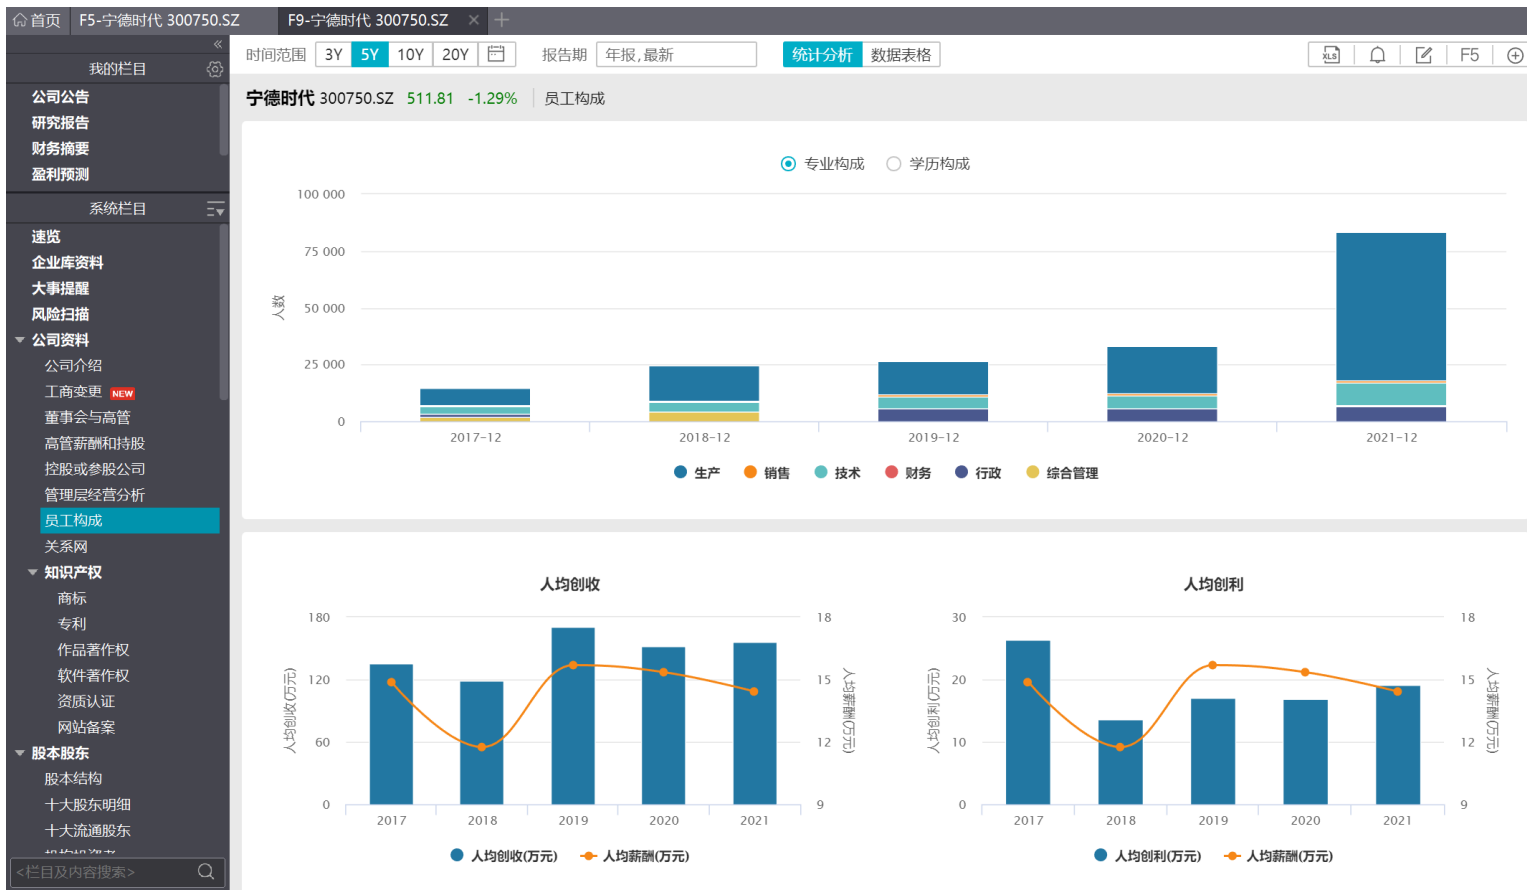 首页 F5-宁德时代 300750.SZ F9-宁德时代 300750.SZ × +
«
我的栏目
公司公告
研究报告
财务摘要
盈利预测
系统栏目
速览
企业库资料
大事提醒
风险扫描
公司资料
公司介绍
工商变更 NEW
董事会与高管
高管薪酬和持股
控股或参股公司
管理层经营分析
员工构成
关系网
知识产权
商标
专利
作品著作权
软件著作权
资质认证
网站备案
股本股东
股本结构
十大股东明细
十大流通股东
<栏目及内容搜索>
时间范围 3Y 5Y 10Y 20Y 报告期 年报,最新 统计分析 数据表格 XLS F5
宁德时代 300750.SZ 511.81 -1.29% 员工构成
专业构成 学历构成
100 000
75 000
50 000
25 000
0
人数
2017-12 2018-12 2019-12 2020-12 2021-12
生产 销售 技术 财务 行政 综合管理
人均创收
180
120
60
0
人均创收(万元)
18
15
12
9
人均薪酬(万元)
2017 2018 2019 2020 2021
人均创收(万元) 人均薪酬(万元)
人均创利
30
20
10
0
人均创利(万元)
18
15
12
9
人均薪酬(万元)
2017 2018 2019 2020 2021
人均创利(万元) 人均薪酬(万元)